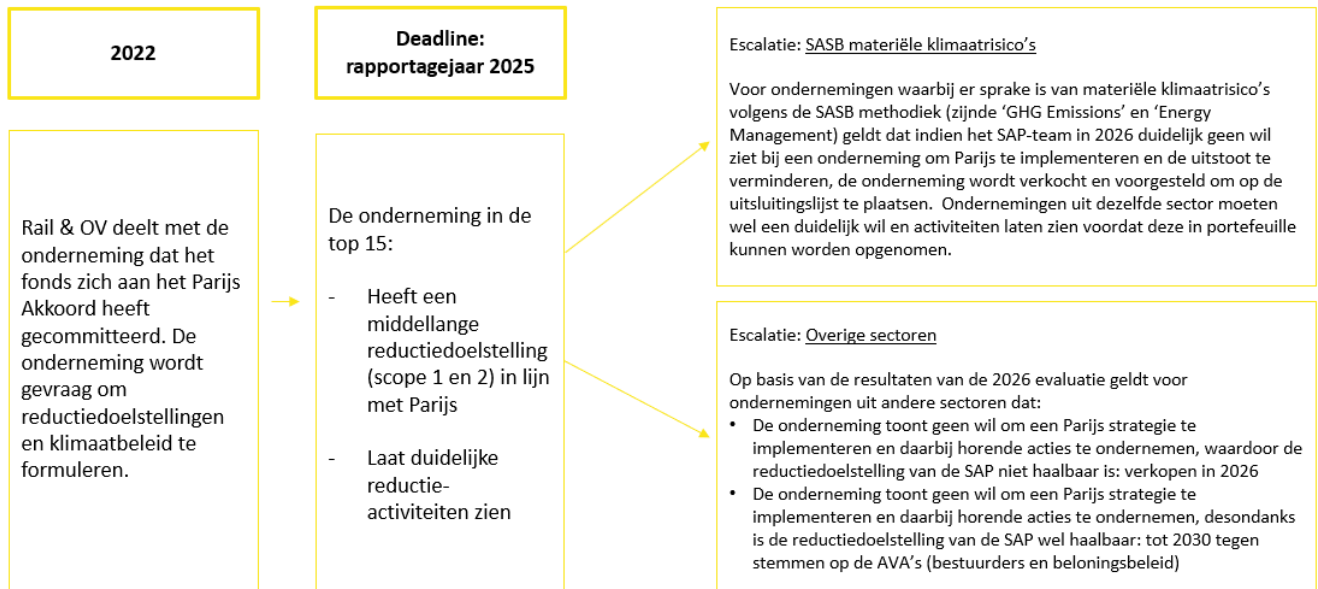 2022
Rail & OV deelt met de
onderneming dat het
fonds zich aan het Parijs
Akkoord heeft
gecommitteerd. De
onderneming wordt
gevraag om
reductiedoelstellingen
en klimaatbeleid te
formuleren.
Deadline:
rapportagejaar 2025
De onderneming in de
top 15:
- Heeft een
middellange
reductiedoelstelling
(scope 1 en 2) in lijn
met Parijs
- Laat duidelijke
reductie-
activiteiten zien
Escalatie: SASB materiële klimaatrisico’s
Voor ondernemingen waarbij er sprake is van materiële klimaatrisico’s
volgens de SASB methodiek (zijnde ‘GHG Emissions’ en ‘Energy
Management) geldt dat indien het SAP-team in 2026 duidelijk geen wil
ziet bij een onderneming om Parijs te implementeren en de uitstoot te
verminderen, de onderneming wordt verkocht en voorgesteld om op de
uitsluitingslijst te plaatsen. Ondernemingen uit dezelfde sector moeten
wel een duidelijk wil en activiteiten laten zien voordat deze in portefeuille
kunnen worden opgenomen.
Escalatie: Overige sectoren
Op basis van de resultaten van de 2026 evaluatie geldt voor
ondernemingen uit andere sectoren dat:
• De onderneming toont geen wil om een Parijs strategie te
implementeren en daarbij horende acties te ondernemen, waardoor de
reductiedoelstelling van de SAP niet haalbaar is: verkopen in 2026
• De onderneming toont geen wil om een Parijs strategie te
implementeren en daarbij horende acties te ondernemen, desondanks
is de reductiedoelstelling van de SAP wel haalbaar: tot 2030 tegen
stemmen op de AVA’s (bestuurders en beloningsbeleid)